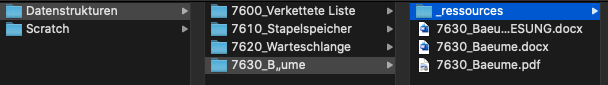 Datenstrukturen
Scratch
7600_Verkettete Liste
7610_Stapelspeicher
7620_Warteschlange
7630_B„ume
_ressources
7630_Baeu...ESUNG.docx
7630_Baeume.docx
7630_Baeume.pdf